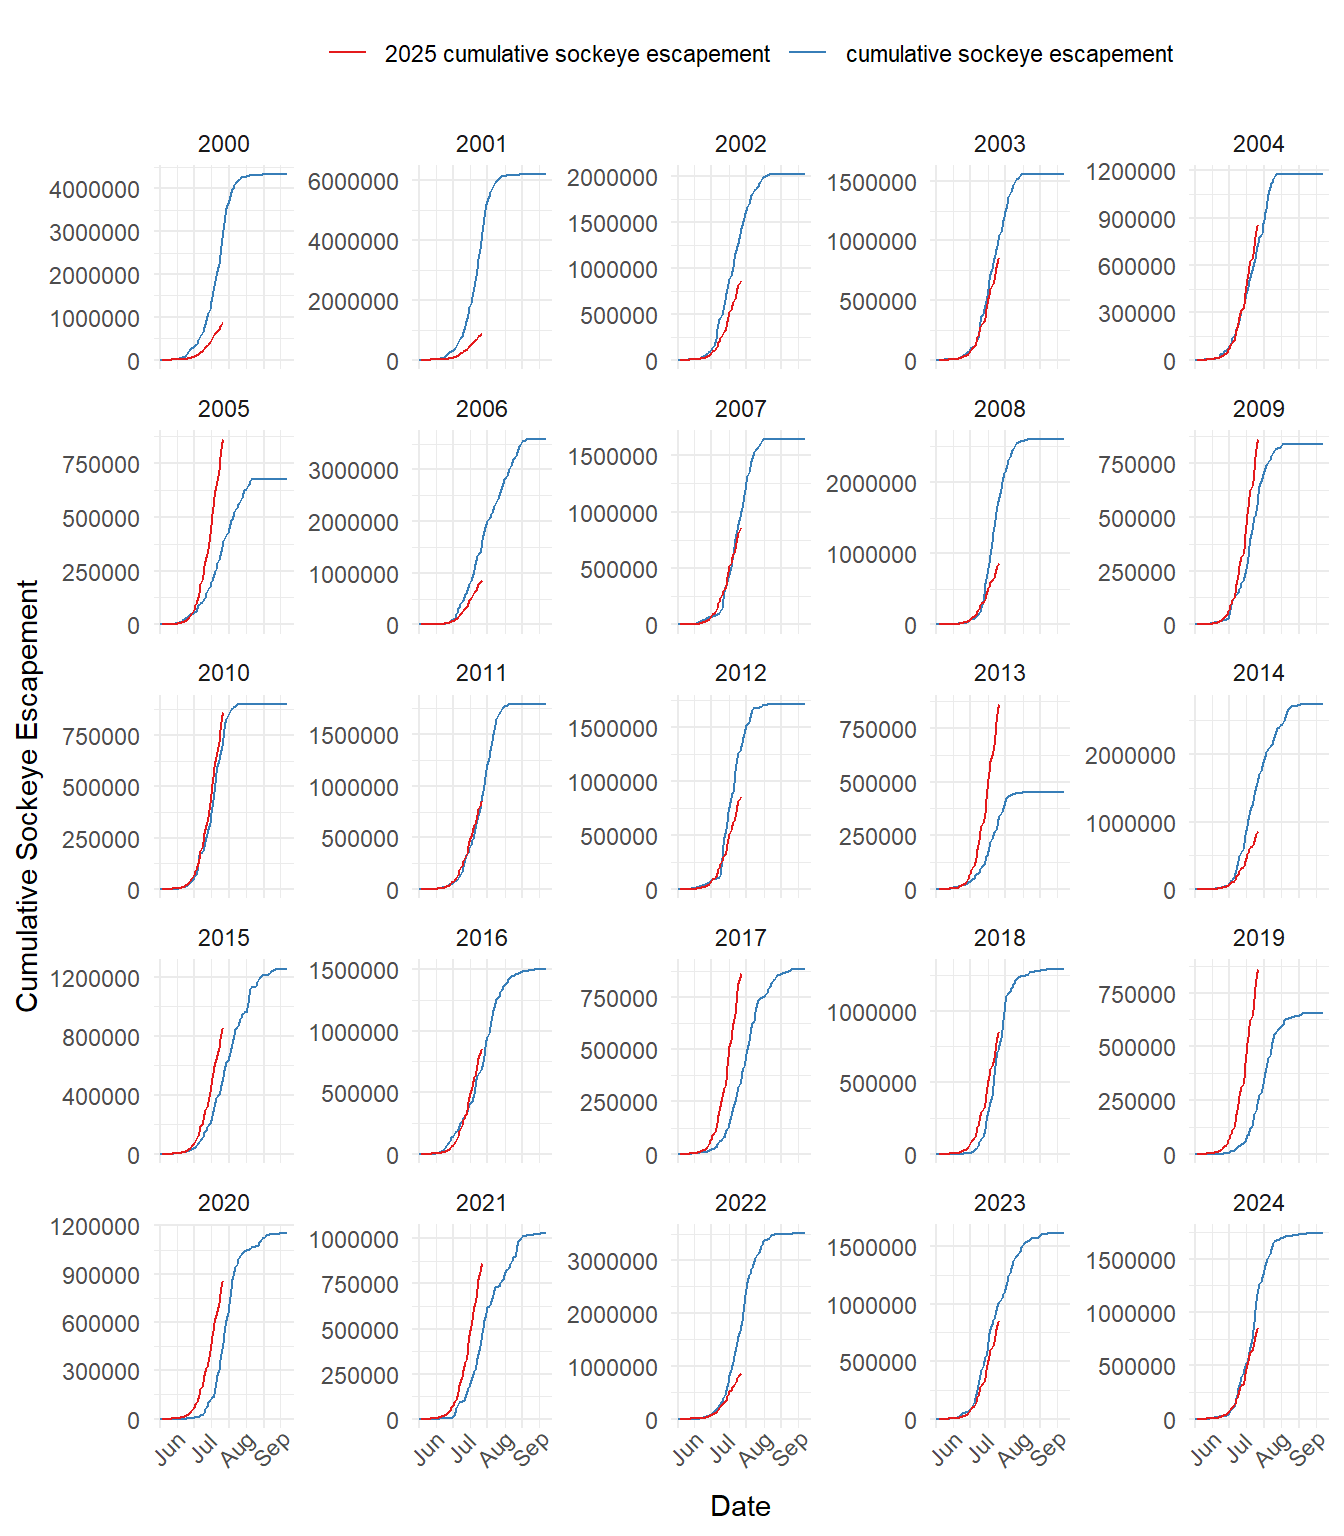 2025 cumulative sockeye escapement cumulative sockeye escapement
2000 2001 2002 2003 2004
4000000 3000000 2000000 1000000 0
6000000 4000000 2000000 0
2000000 1500000 1000000 500000 0
1500000 1000000 500000 0
1200000 900000 600000 300000 0
2005 2006 2007 2008 2009
750000 500000 250000 0
3000000 2000000 1000000 0
1500000 1000000 500000 0
2000000 1000000 0
750000 500000 250000 0
2010 2011 2012 2013 2014
750000 500000 250000 0
1500000 1000000 500000 0
1500000 1000000 500000 0
750000 500000 250000 0
2000000 1000000 0
2015 2016 2017 2018 2019
1200000 800000 400000 0
1500000 1000000 500000 0
750000 500000 250000 0
1000000 500000 0
750000 500000 250000 0
2020 2021 2022 2023 2024
1200000 900000 600000 300000 0
1000000 750000 500000 250000 0
3000000 2000000 1000000 0
1500000 1000000 500000 0
1500000 1000000 500000 0
Jun Jul Aug Sep Jun Jul Aug Sep Jun Jul Aug Sep Jun Jul Aug Sep Jun Jul Aug Sep
Date
Cumulative Sockeye Escapement